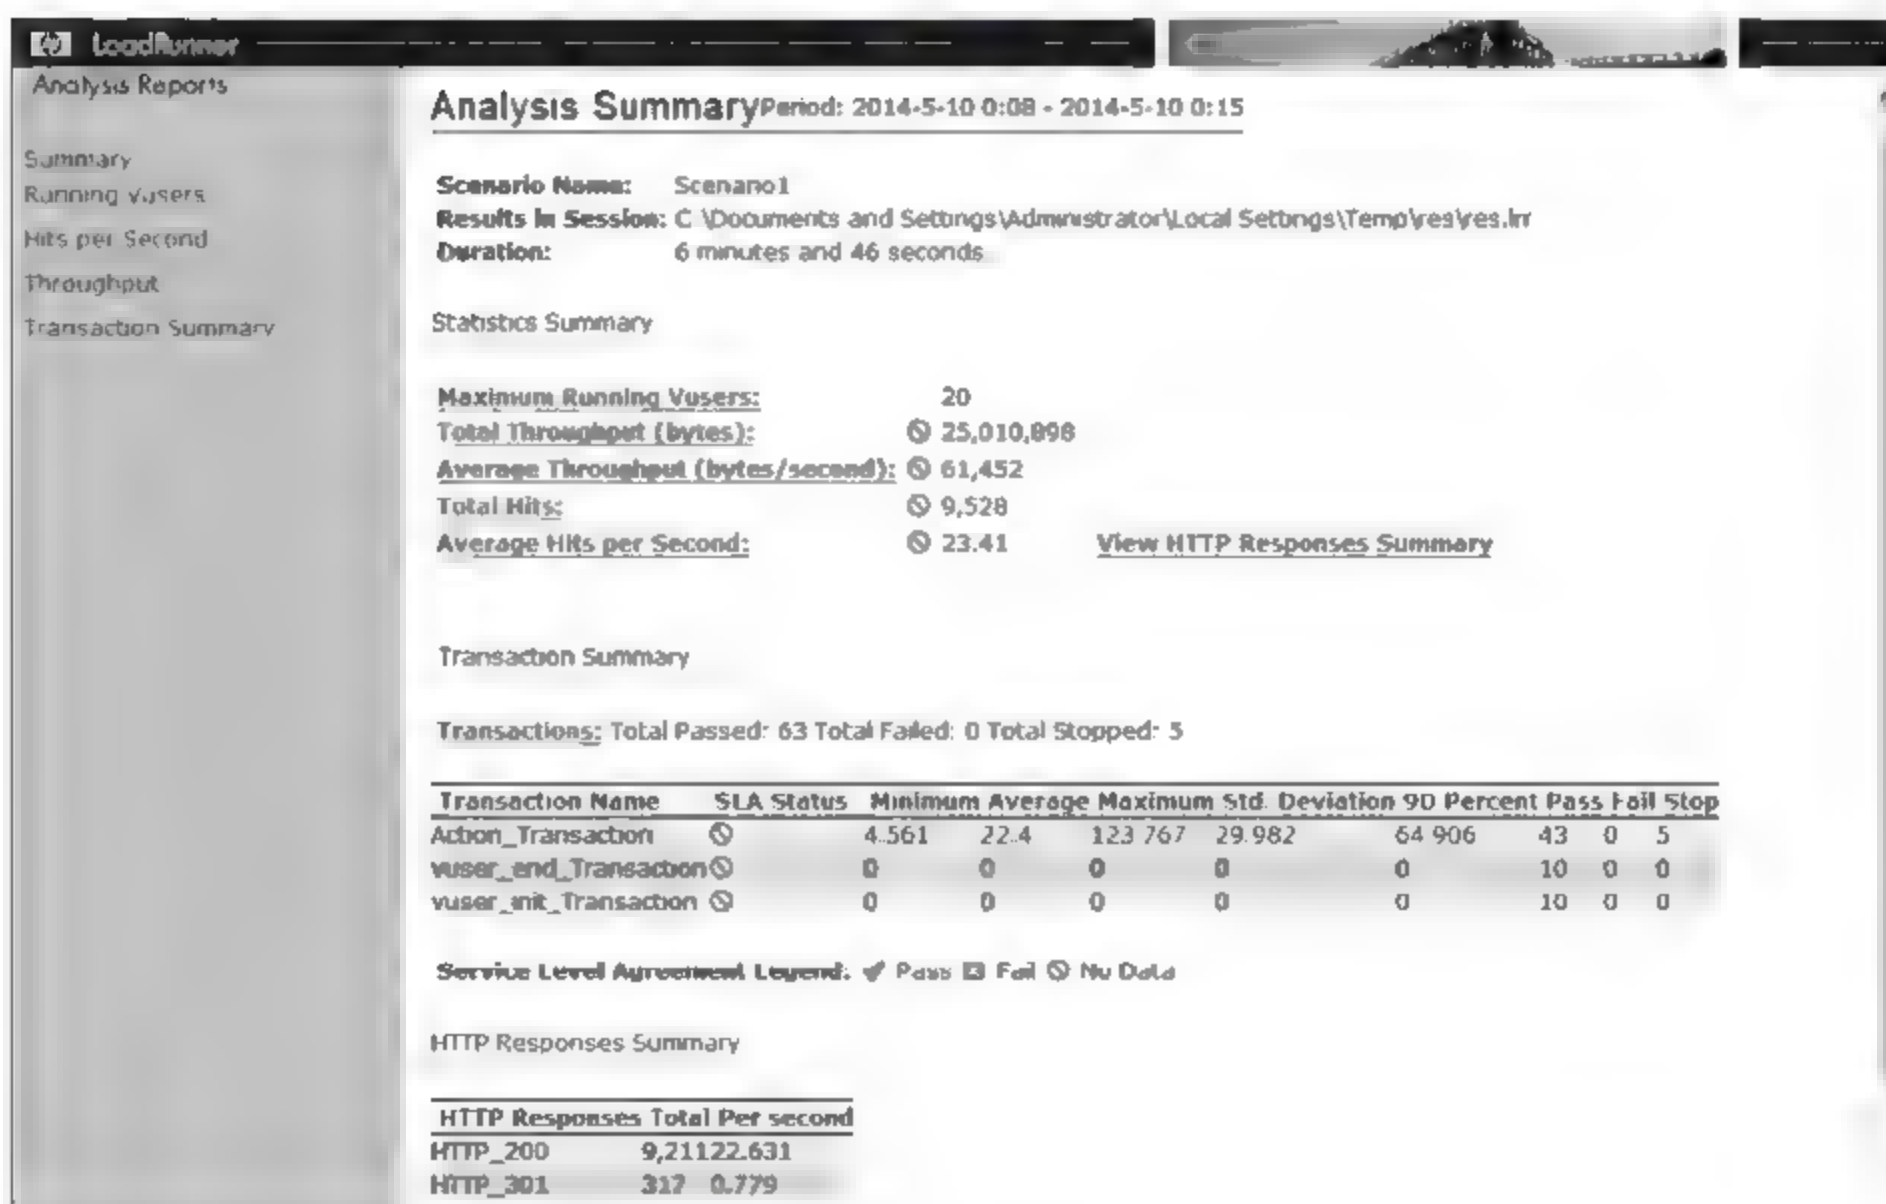 hp LoadRunner
Analysis Reports
Summary
Running Vusers
Hits per Second
Throughput
Transaction Summary
Analysis Summary Period: 2014-5-10 0:08 - 2014-5-10 0:15
Scenario Name: Scenario1
Results in Session: C:\Documents and Settings\Administrator\Local Settings\Temp\res\res.lrr
Duration: 6 minutes and 46 seconds.
Statistics Summary
Maximum Running Vusers: 20
Total Throughput (bytes): 25,010,898
Average Throughput (bytes/second): 61,452
Total Hits: 9,528
Average Hits per Second: 23.41 View HTTP Responses Summary
Transaction Summary
Transactions: Total Passed: 63 Total Failed: 0 Total Stopped: 5
Transaction Name SLA Status Minimum Average Maximum Std. Deviation 90 Percent Pass Fail Stop
Action_Transaction 4.561 22.4 123.767 29.982 64.906 43 0 5
vuser_end_Transaction 0 0 0 0 0 10 0 0
vuser_init_Transaction 0 0 0 0 0 10 0 0
Service Level Agreement Legend: Pass Fail No Data
HTTP Responses Summary
HTTP Responses Total Per second
HTTP_200 9,211 22.631
HTTP_301 317 0.779